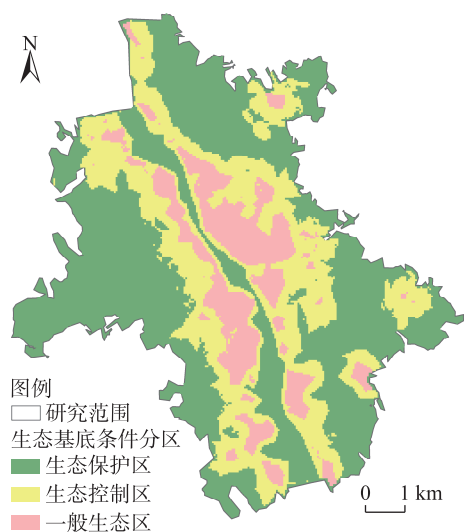 N
图例
研究范围
生态基底条件分区
生态保护区
生态控制区
一般生态区
0 1 km